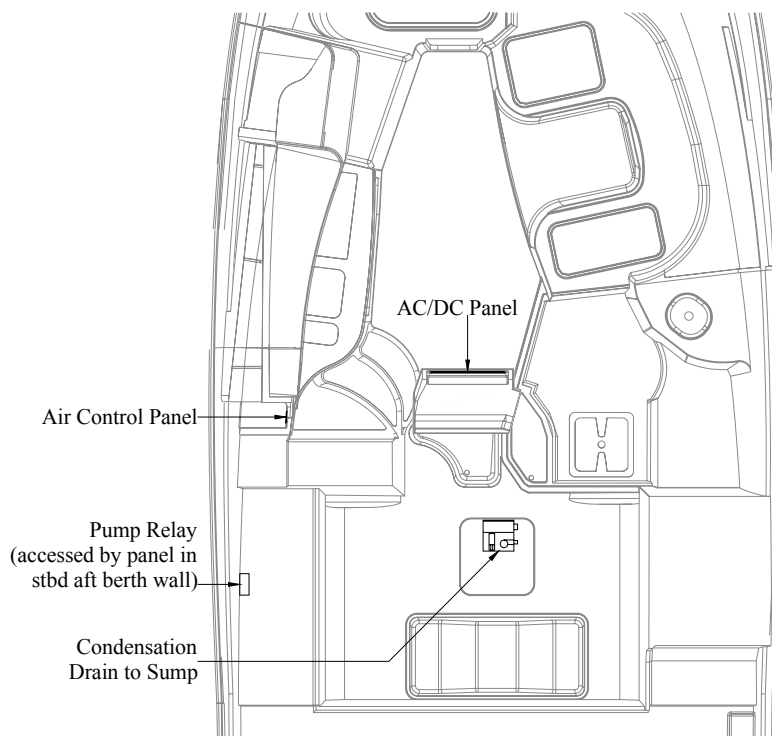 AC/DC Panel
Air Control Panel
Pump Relay
(accessed by panel in
stbd aft berth wall)
Condensation
Drain to Sump